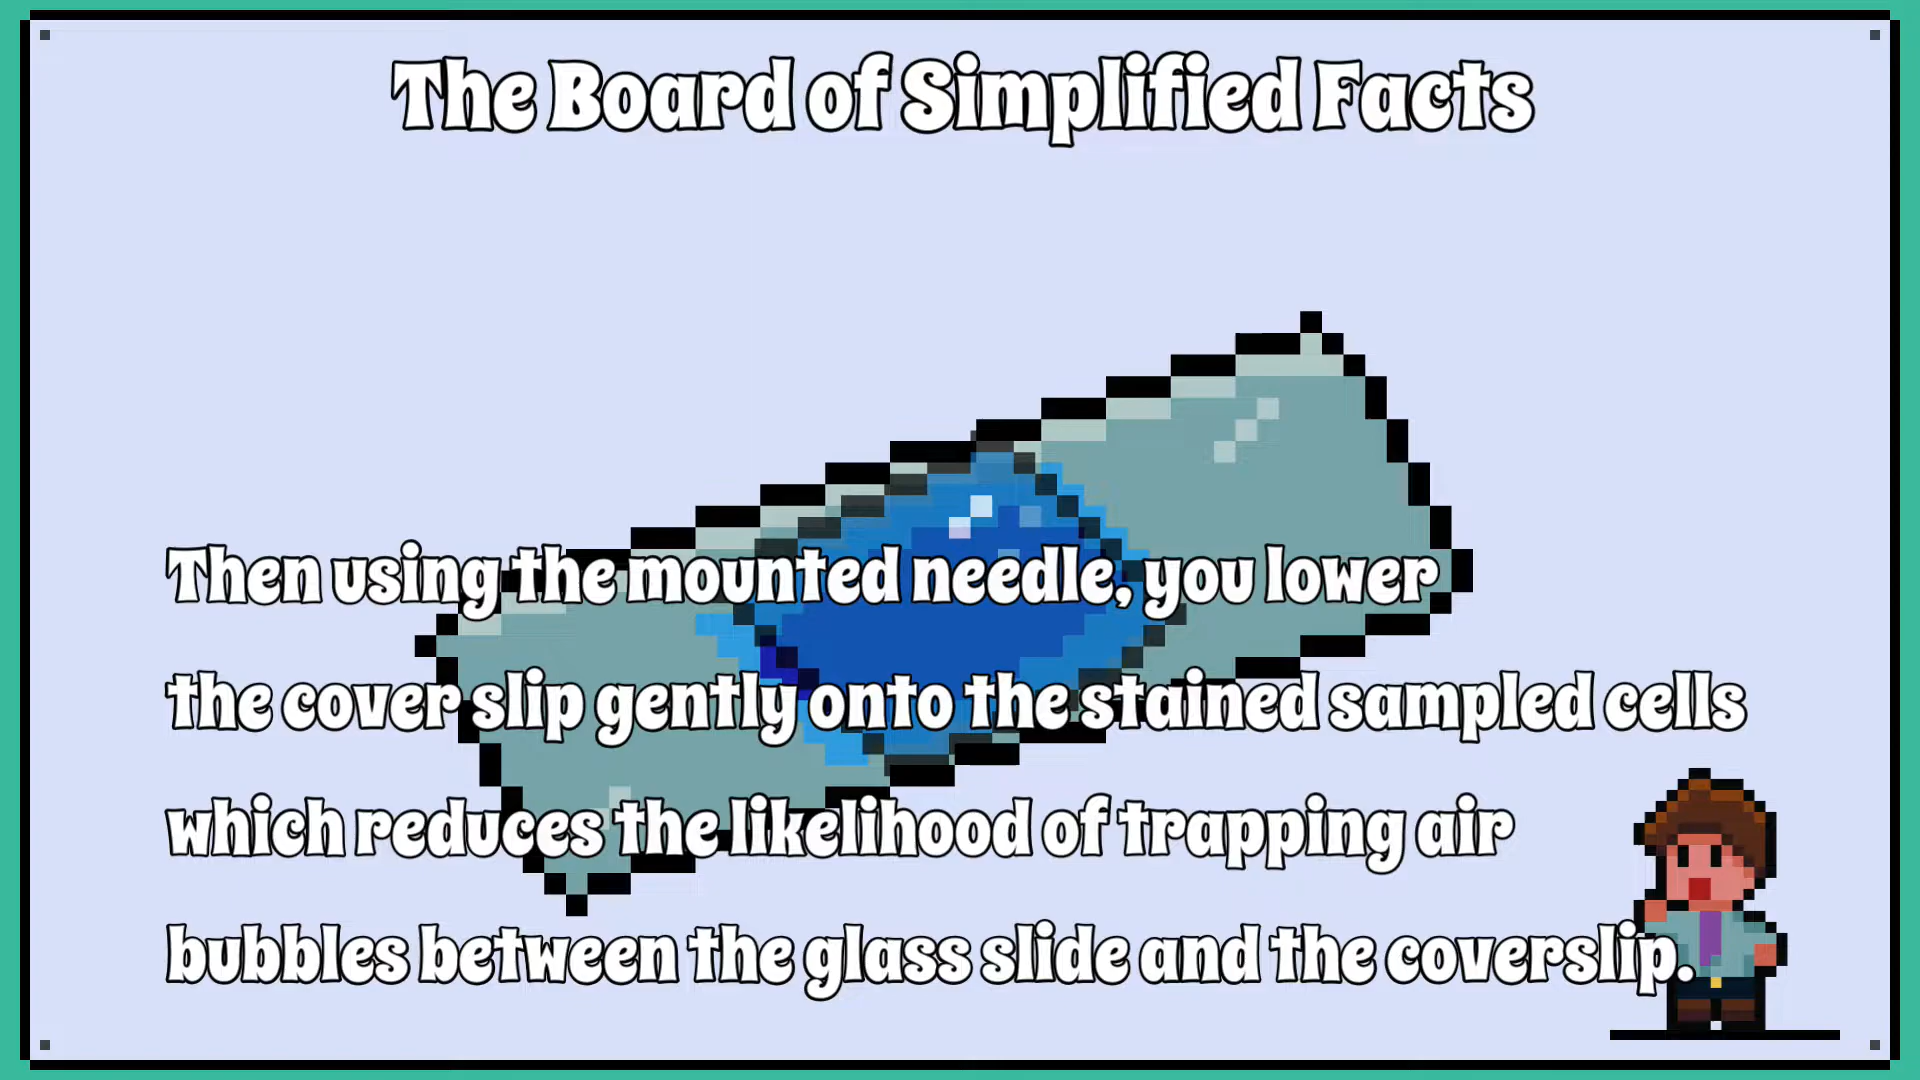 The Board of Simplified Facts
Then using the mounted needle, you lower
the cover slip gently onto the stained sampled cells
which reduces the likelihood of trapping air
bubbles between the glass slide and the coverslip.